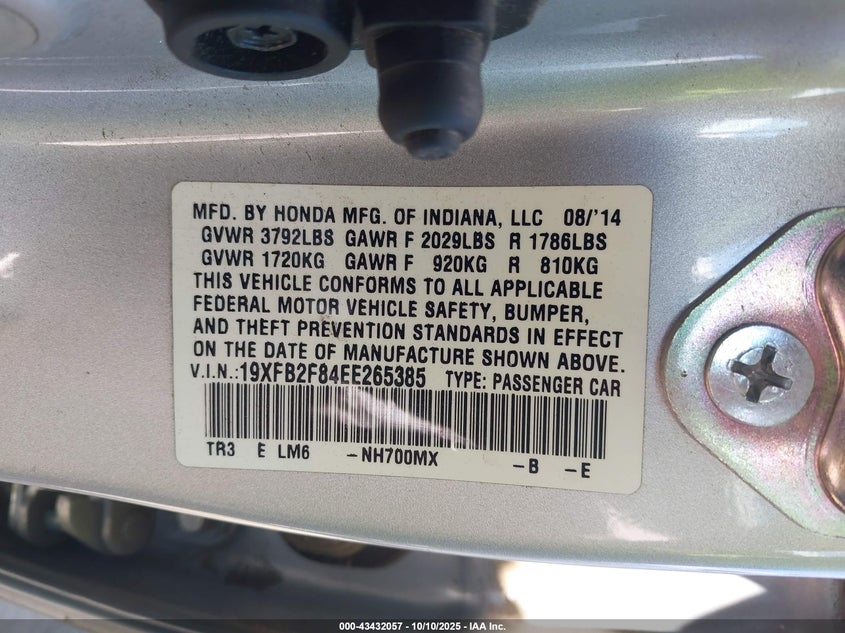 MFD. BY HONDA MFG. OF INDIANA, LLC 08/'14
GVWR 3792LBS GAWR F 2029LBS R 1786LBS
GVWR 1720KG GAWR F 920KG R 810KG
THIS VEHICLE CONFORMS TO ALL APPLICABLE
FEDERAL MOTOR VEHICLE SAFETY, BUMPER,
AND THEFT PREVENTION STANDARDS IN EFFECT
ON THE DATE OF MANUFACTURE SHOWN ABOVE.
V.I.N.:19XFB2F84EE265385 TYPE: PASSENGER CAR
TR3 E LM6 -NH700MX -B -E
000-43432057 - 10/10/2025 - IAA Inc.